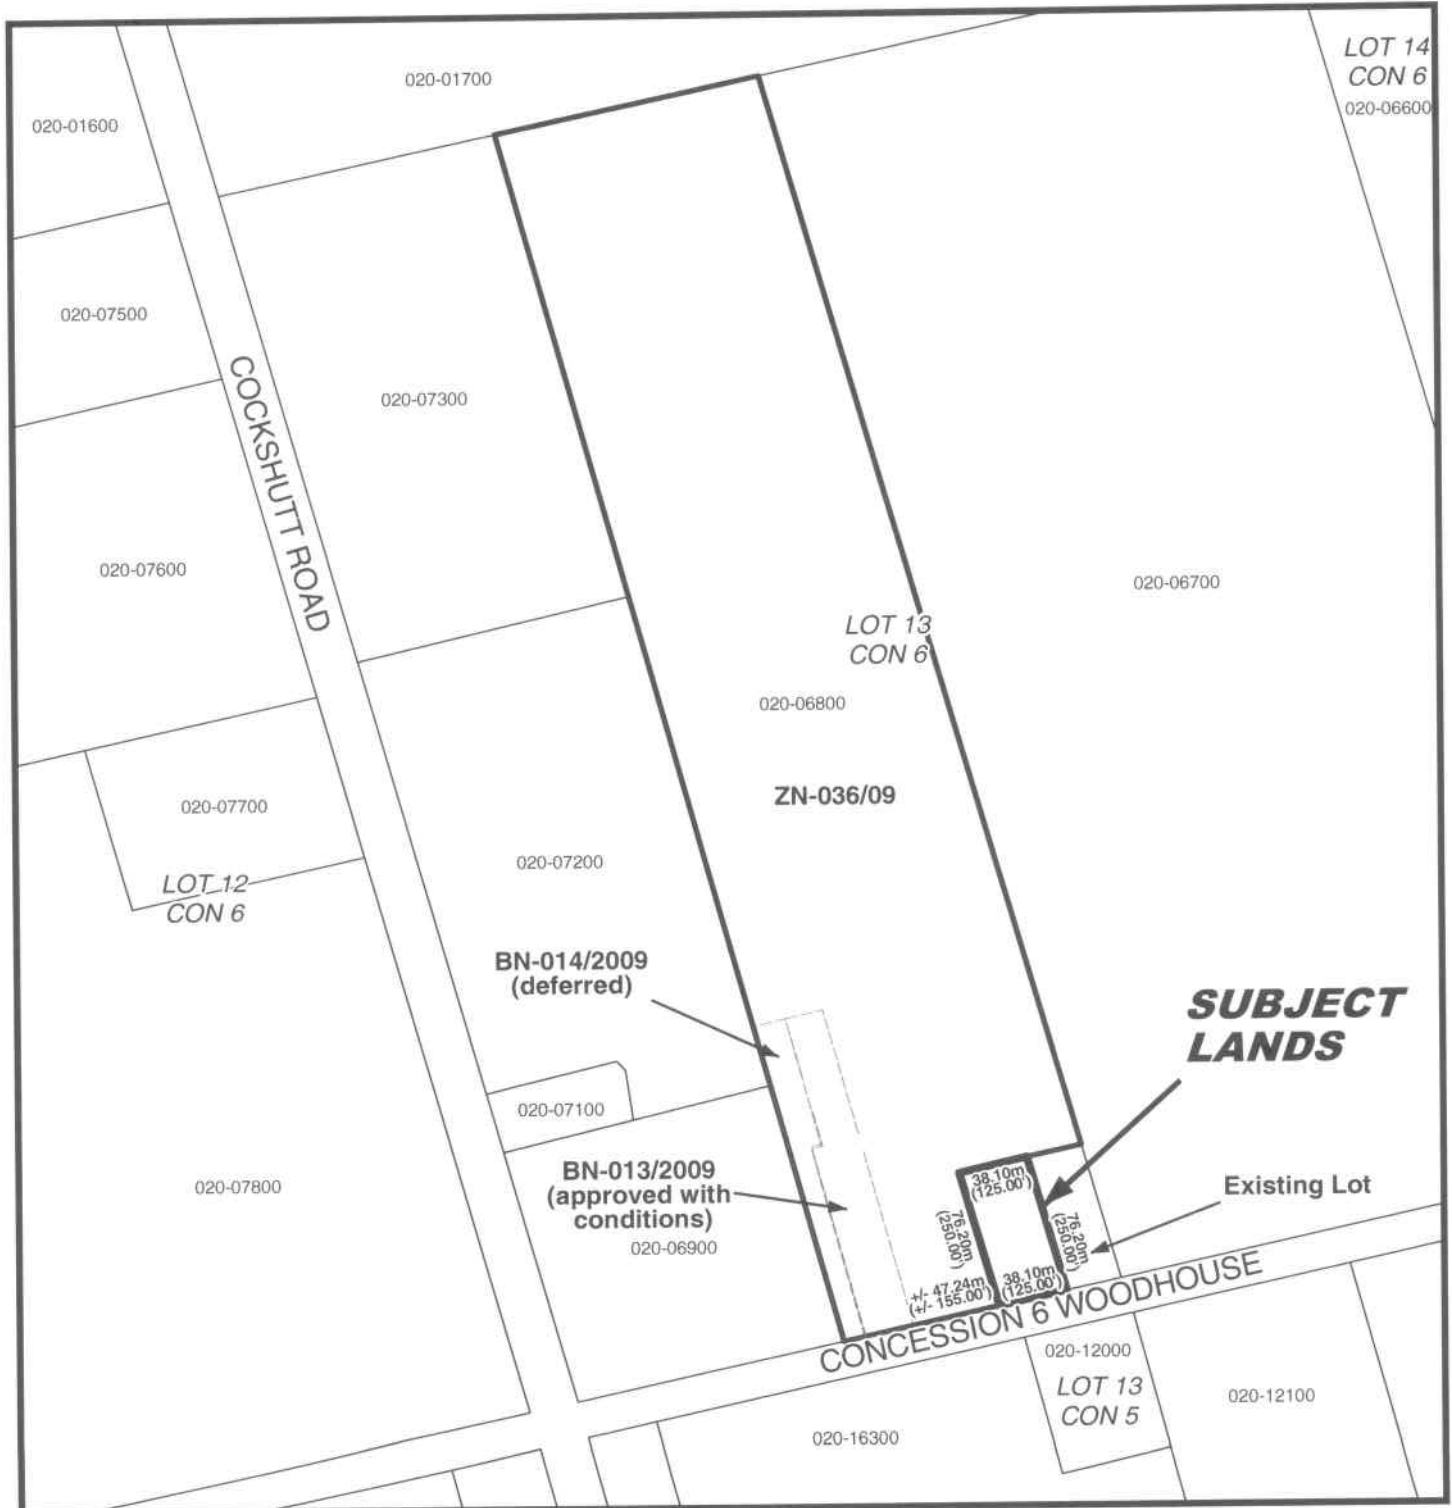 LOT 14
CON 6
020-06600
020-01700
020-01600
020-07500
COCKSHUTT ROAD
020-07300
020-07600
020-06700
LOT 13
CON 6
020-06800
ZN-036/09
020-07700
020-07200
LOT 12
CON 6
BN-014/2009
(deferred)
SUBJECT
LANDS
020-07100
BN-013/2009
(approved with
conditions)
020-06900
020-07800
38.10m
(125.00')
76.20m
(250.00')
76.20m
(250.00')
Existing Lot
+/- 47.24m
(+/- 155.00')
38.10m
(125.00')
CONCESSION 6 WOODHOUSE
020-12000
LOT 13
CON 5
020-12100
020-16300